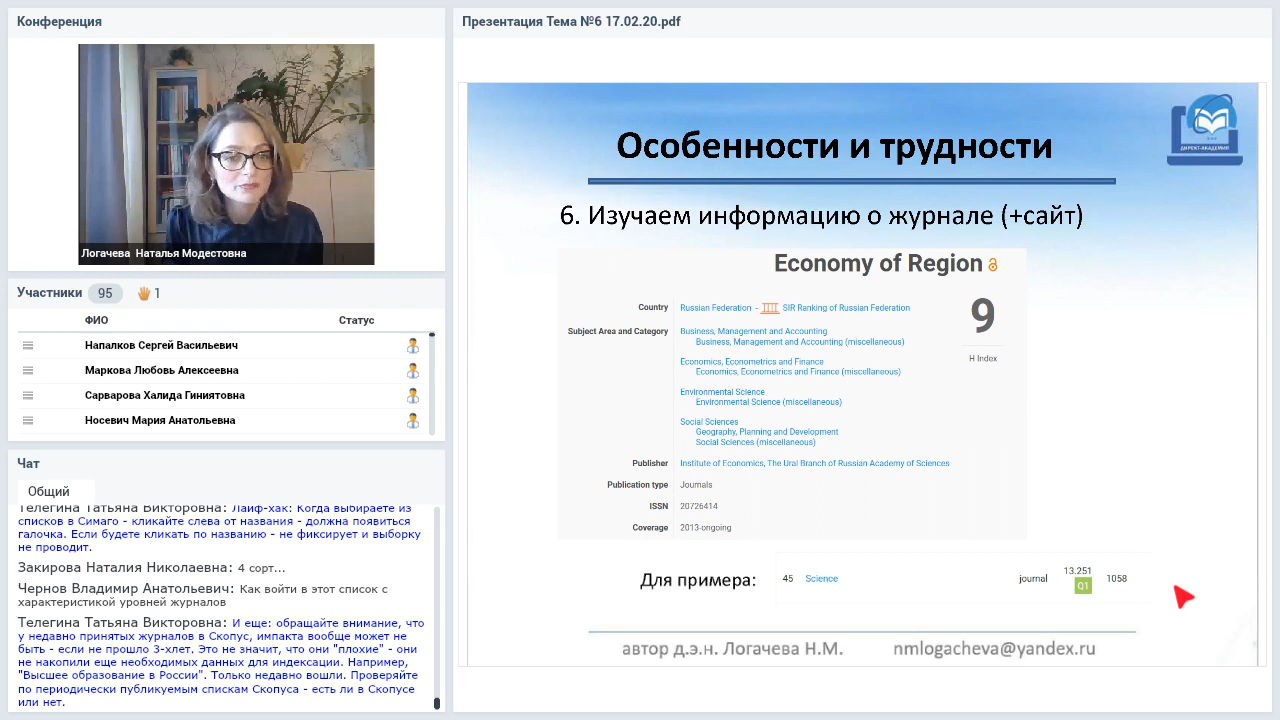 Конференция
Логачева Наталья Модестовна
Участники 95 1
ФИО Статус
Напалков Сергей Васильевич
Маркова Любовь Алексеевна
Сарварова Халида Гиниятовна
Носевич Мария Анатольевна
Чат
Общий
Телегина Татьяна Викторовна: Лайф-хак: Когда выбираете из
списков в Симаго - кликайте слева от названия - должна появиться
галочка. Если будете кликать по названию - не фиксирует и выборку
не проводит.
Закирова Наталия Николаевна: 4 сорт...
Чернов Владимир Анатольевич: Как войти в этот список с
характеристикой уровней журналов
Телегина Татьяна Викторовна: И еще: обращайте внимание, что
у недавно принятых журналов в Скопус, импакта вообще может не
быть - если не прошло 3-хлет. Это не значит, что они "плохие" - они
не накопили еще необходимых данных для индексации. Например,
"Высшее образование в России". Только недавно вошли. Проверяйте
по периодически публикуемым спискам Скопуса - есть ли в Скопусе
или нет.
Презентация Тема №6 17.02.20.pdf
ДИРЕКТ-АКАДЕМИЯ
Особенности и трудности
6. Изучаем информацию о журнале (+сайт)
Economy of Region
Country Russian Federation - SIR Ranking of Russian Federation
9
H Index
Subject Area and Category Business, Management and Accounting
Business, Management and Accounting (miscellaneous)
Economics, Econometrics and Finance
Economics, Econometrics and Finance (miscellaneous)
Environmental Science
Environmental Science (miscellaneous)
Social Sciences
Geography, Planning and Development
Social Sciences (miscellaneous)
Publisher Institute of Economics, The Ural Branch of Russian Academy of Sciences
Publication type Journals
ISSN 20726414
Coverage 2013-ongoing
Для примера: 45 Science journal 13.251 Q1 1058
автор д.э.н. Логачева Н.М. nmlogacheva@yandex.ru